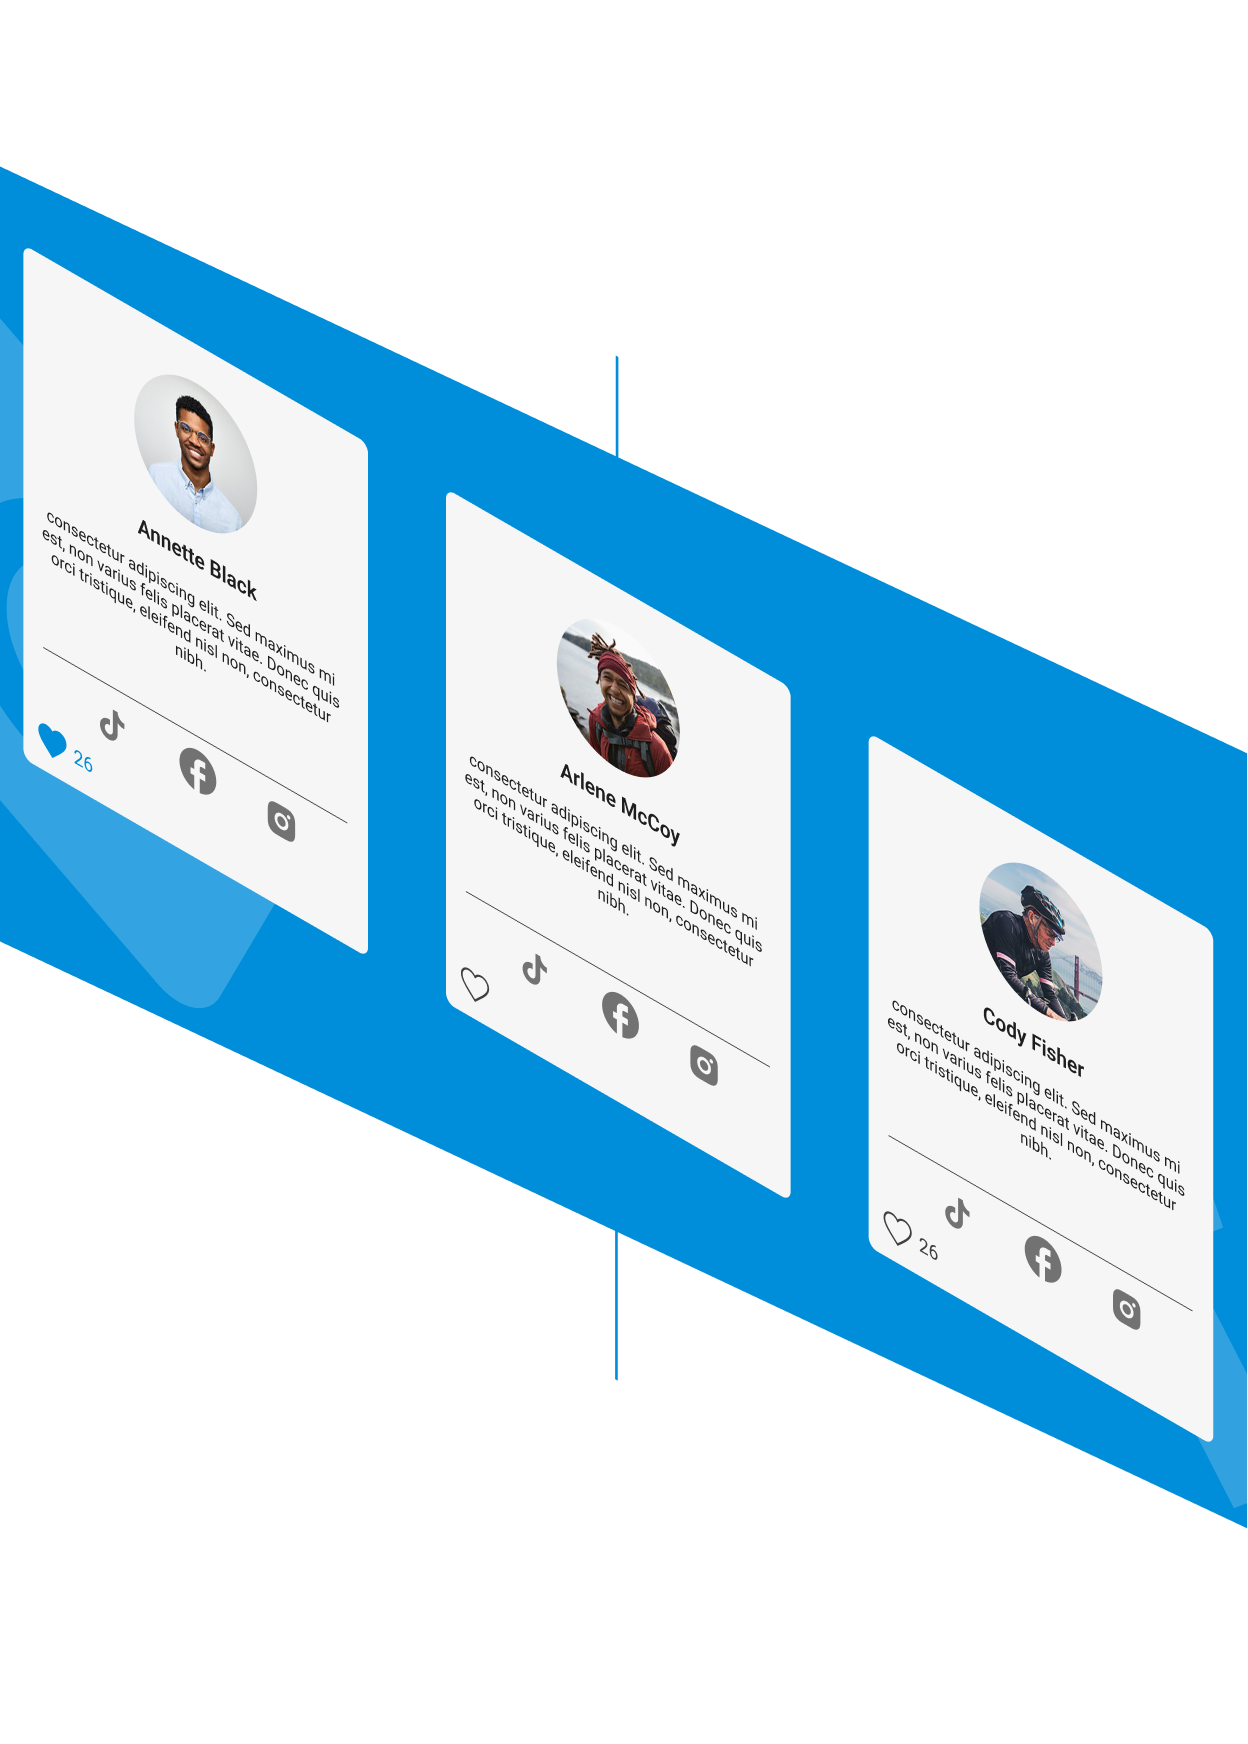 Annette Black
consectetur adipiscing elit. Sed maximus mi
est, non varius felis placerat vitae. Donec quis
orci tristique, eleifend nisl non, consectetur
nibh.
26
Arlene McCoy
consectetur adipiscing elit. Sed maximus mi
est, non varius felis placerat vitae. Donec quis
orci tristique, eleifend nisl non, consectetur
nibh.
Cody Fisher
consectetur adipiscing elit. Sed maximus mi
est, non varius felis placerat vitae. Donec quis
orci tristique, eleifend nisl non, consectetur
nibh.
26